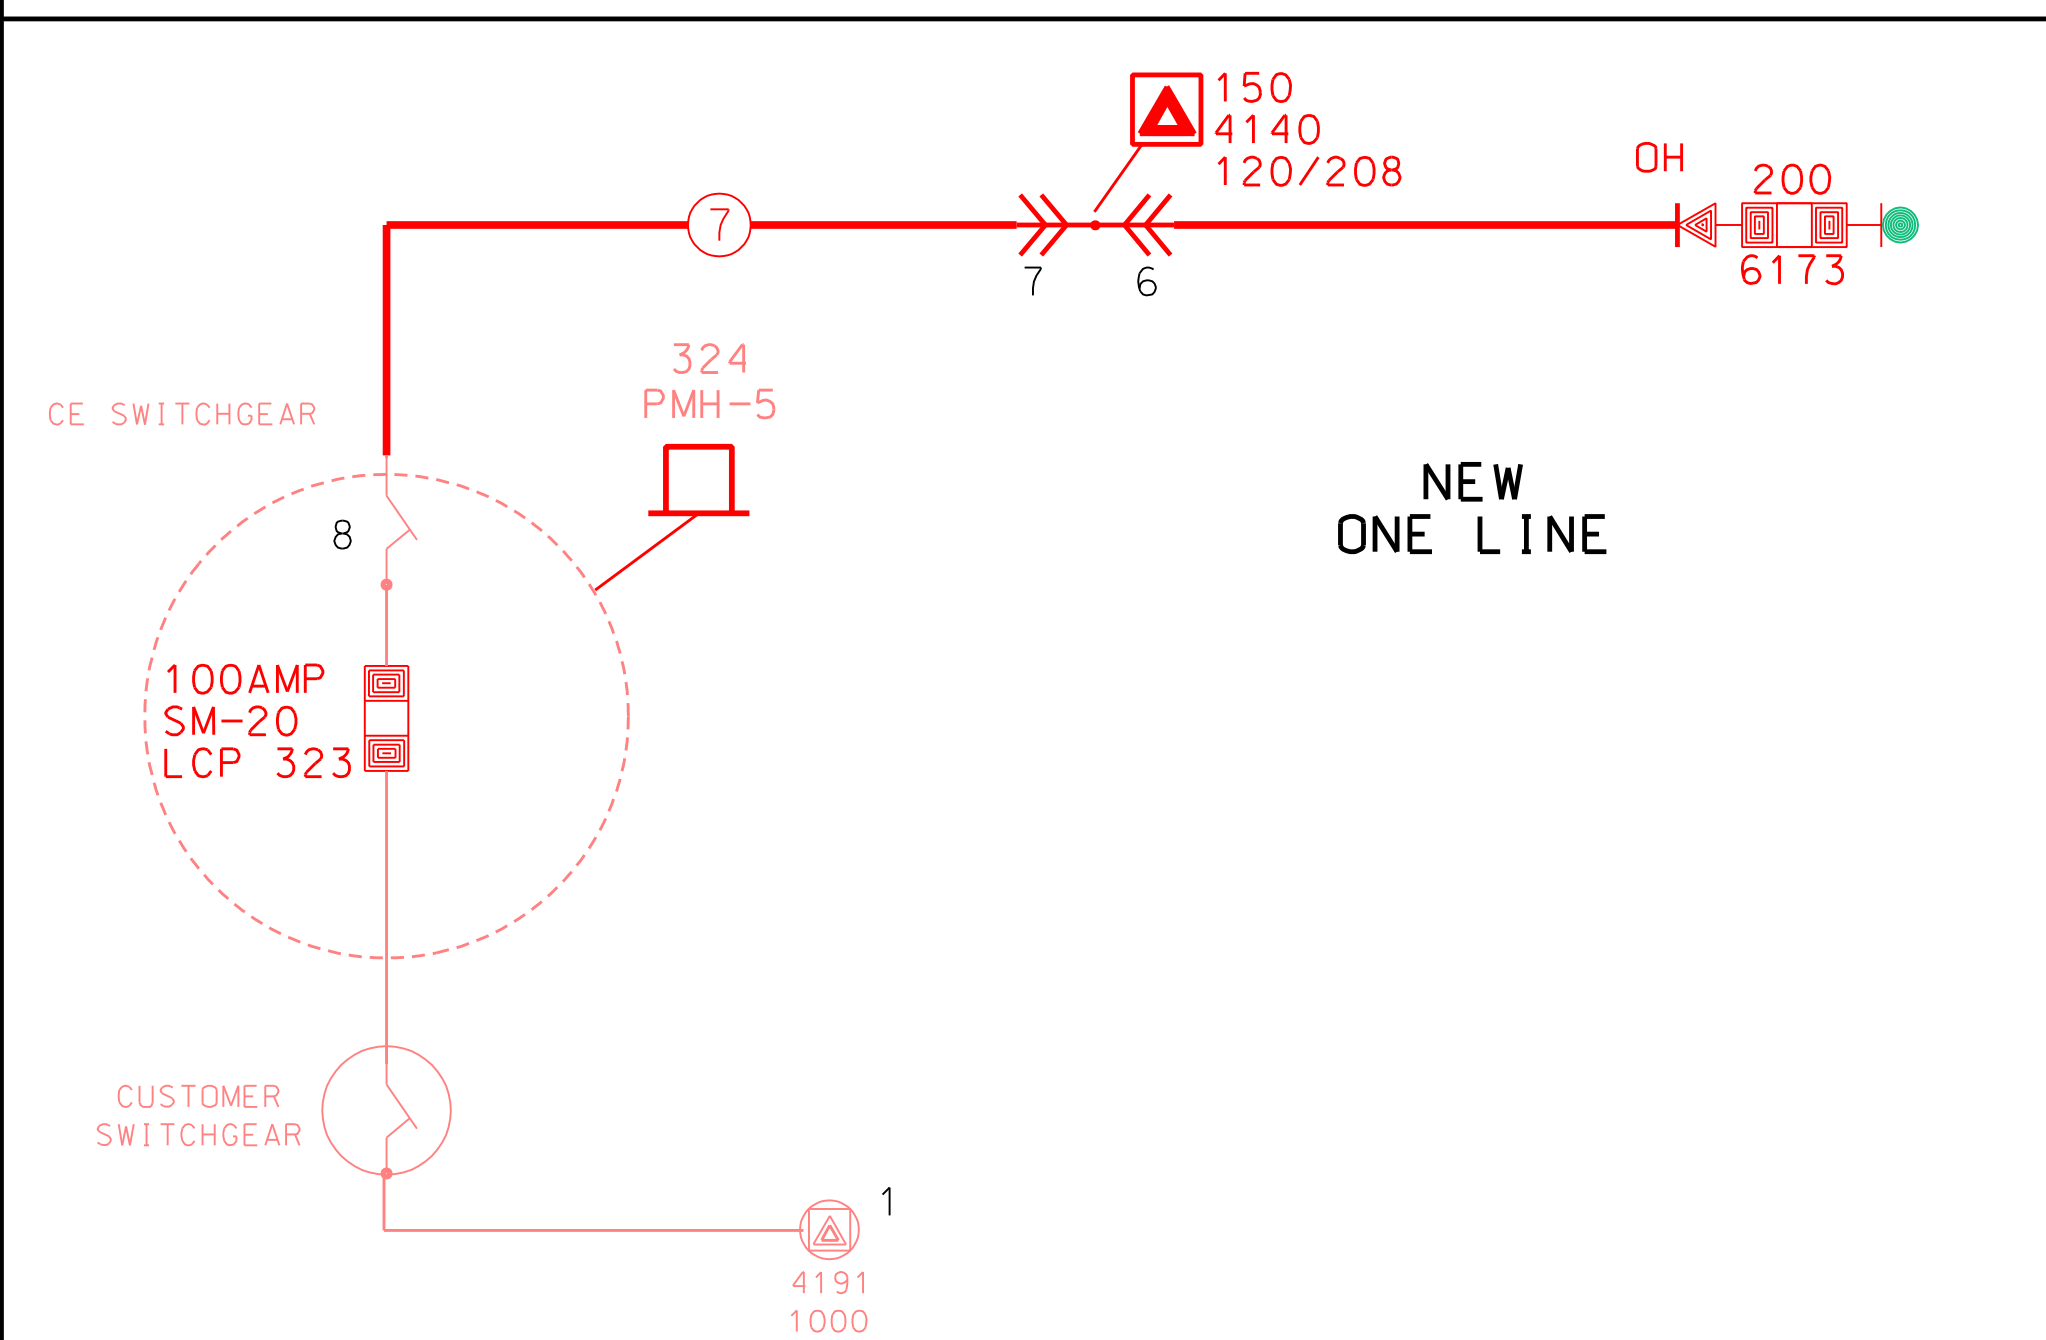 150
4140
120/208
OH
200
6173
7
7
6
324
PMH-5
CE SWITCHGEAR
NEW
ONE LINE
8
100AMP
SM-20
LCP 323
CUSTOMER
SWITCHGEAR
1
4191
1000